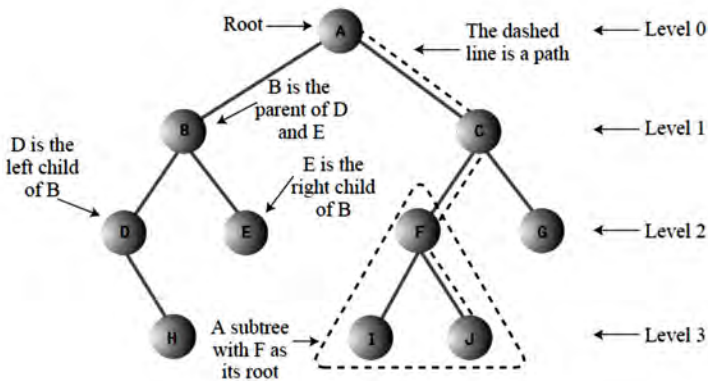 Root
A
The dashed
line is a path
Level 0
B is the
parent of D
and E
B
C
Level 1
D is the
left child
of B
E is the
right child
of B
D
E
F
G
Level 2
H
A subtree
with F as
its root
I
J
Level 3